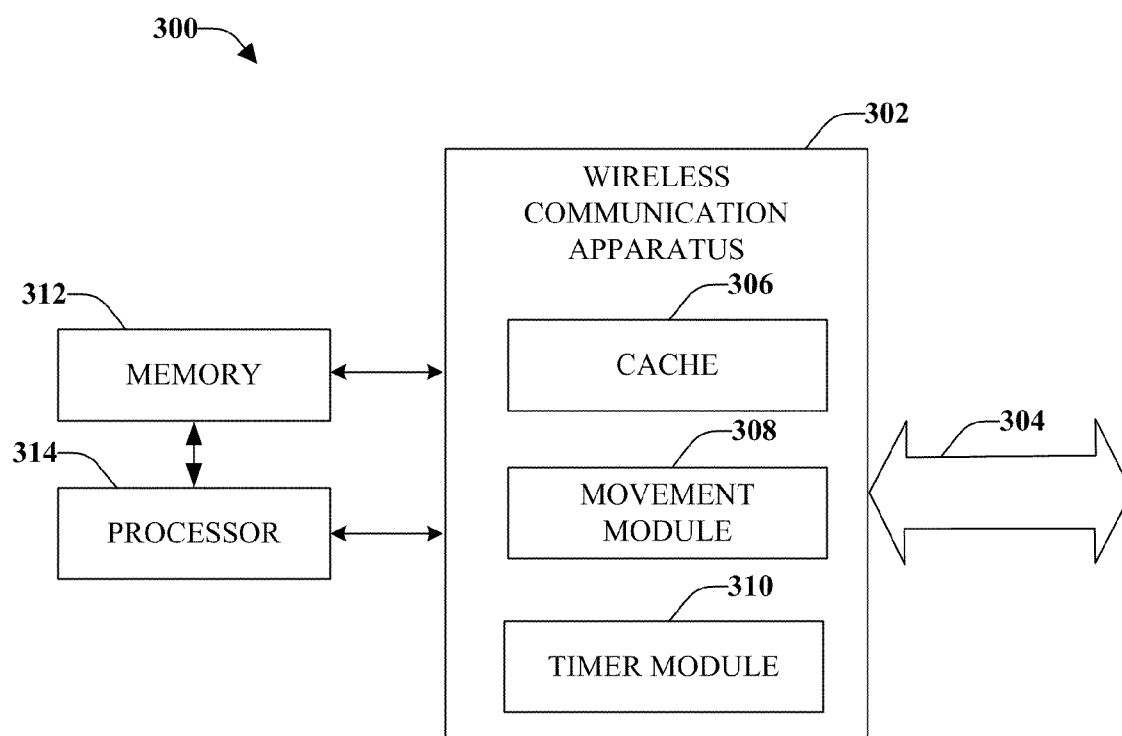 300
302
WIRELESS
COMMUNICATION
APPARATUS
312
306
MEMORY
CACHE
314
308
304
PROCESSOR
MOVEMENT
MODULE
310
TIMER MODULE